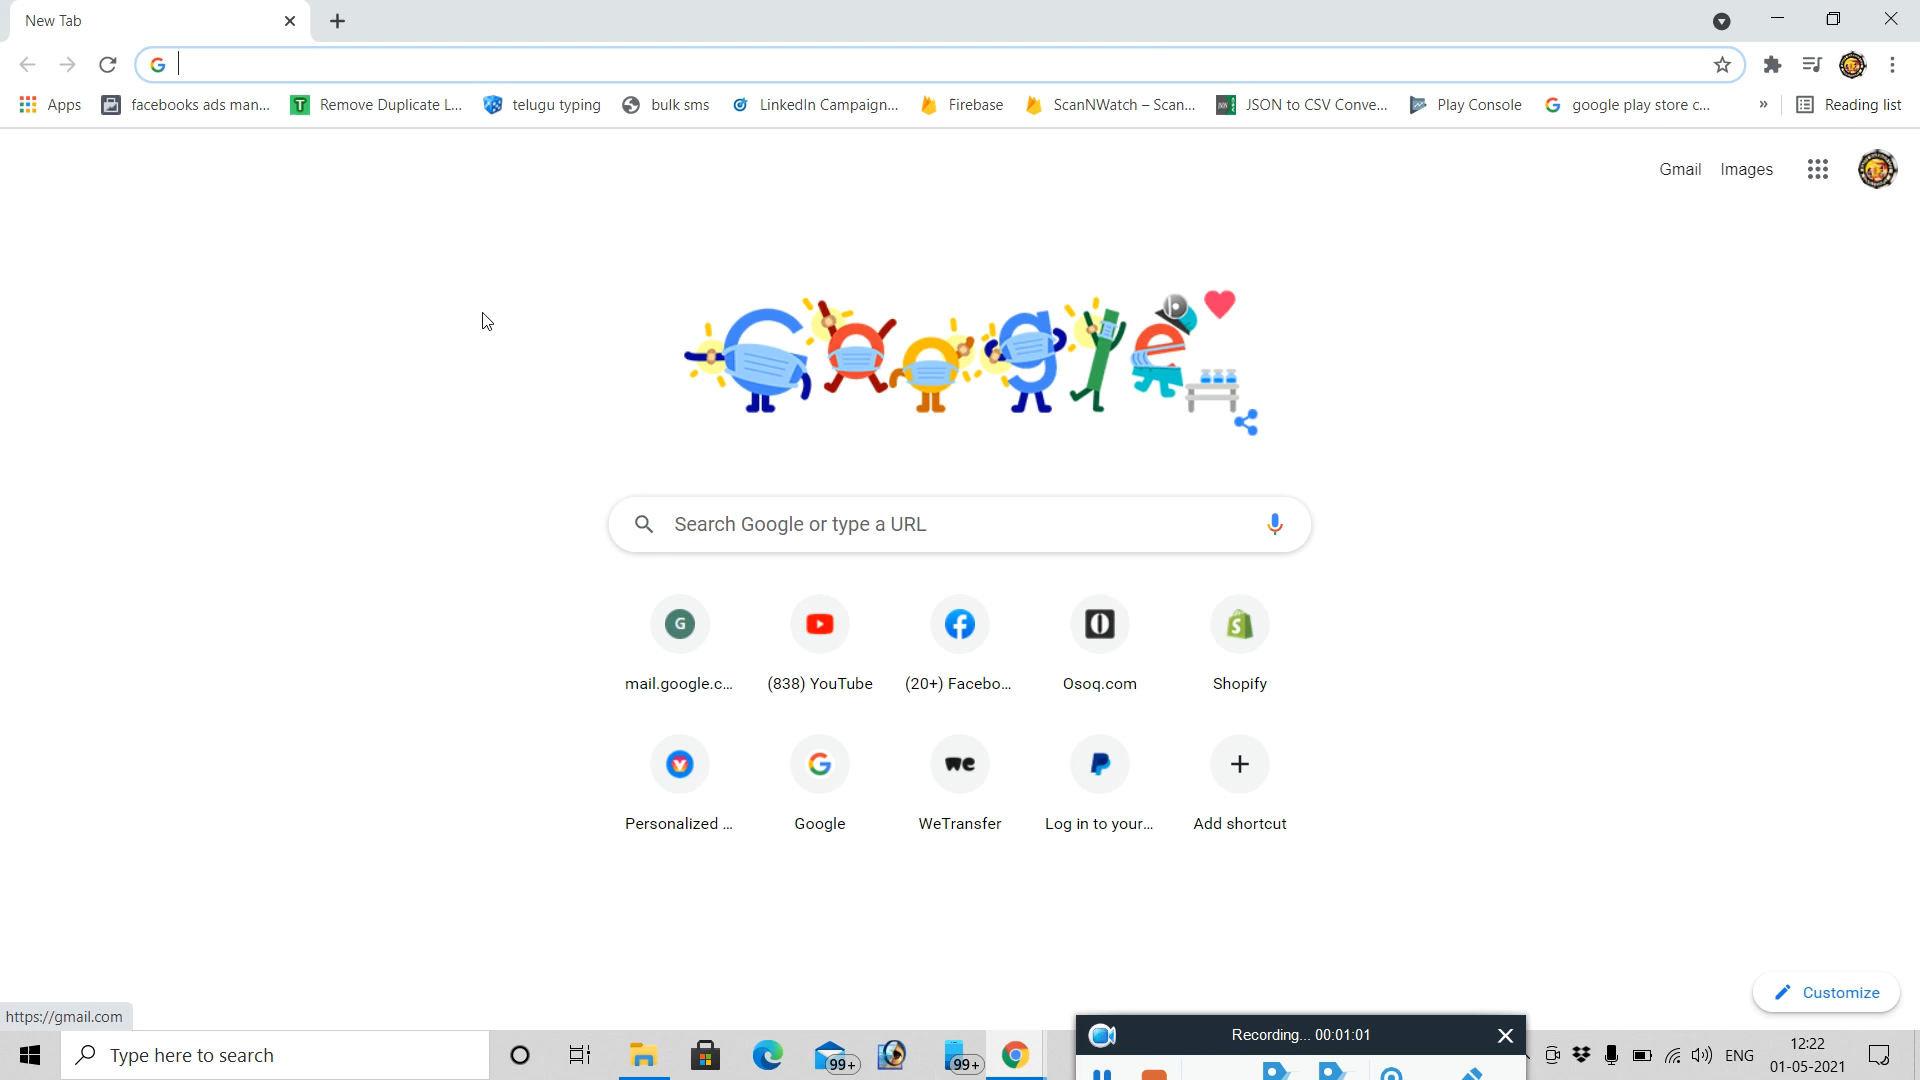 New Tab
Apps facebooks ads man... Remove Duplicate L... telugu typing bulk sms LinkedIn Campaign... Firebase ScanNWatch – Scan... JSON to CSV Conve... Play Console google play store c... » Reading list
Gmail Images
Google
Search Google or type a URL
G
mail.google.c... (838) YouTube (20+) Facebo... Osoq.com Shopify
we
Personalized ... Google WeTransfer Log in to your... Add shortcut
Customize
https://gmail.com
Recording... 00:01:01
Type here to search
99+ 99+
ENG
12:22
01-05-2021